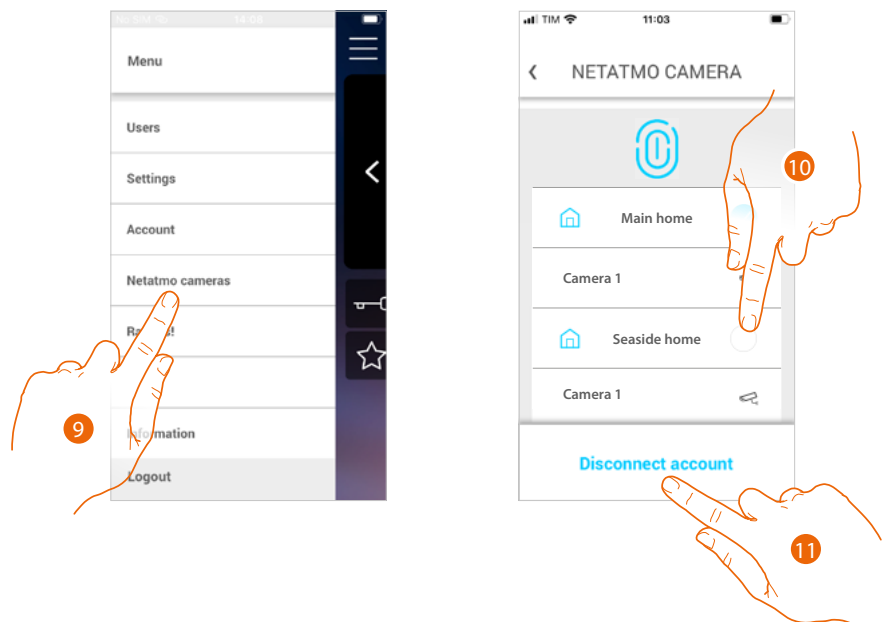 No SIM 14:08
Menu
Users
Settings
Account
Netatmo cameras
Information
Logout
9
TIM 11:03
NETATMO CAMERA
Main home
Camera 1
Seaside home
Camera 1
Disconnect account
10
11